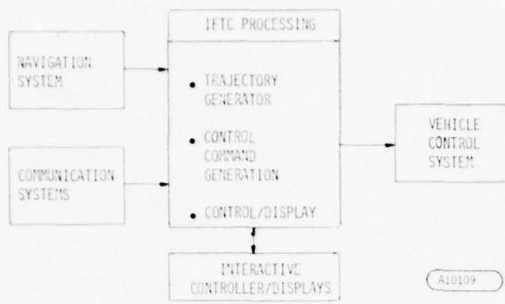 IFTC PROCESSING
NAVIGATION
SYSTEM
• TRAJECTORY
GENERATOR
• CONTROL
COMMAND
GENERATION
• CONTROL/DISPLAY
COMMUNICATION
SYSTEMS
VEHICLE
CONTROL
SYSTEM
INTERACTIVE
CONTROLLER/DISPLAYS
A10109